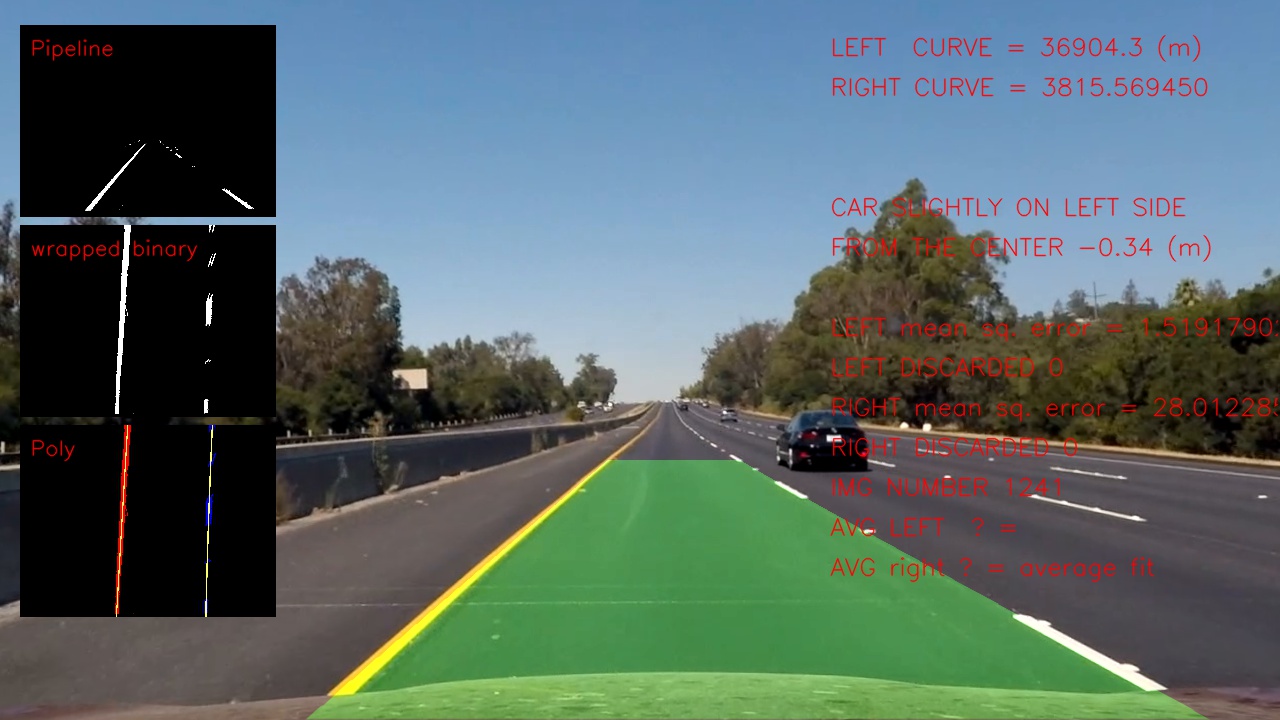 Pipeline
wrapped binary
Poly
LEFT CURVE = 36904.3 (m)
RIGHT CURVE = 3815.569450
CAR SLIGHTLY ON LEFT SIDE
FROM THE CENTER -0.34 (m)
LEFT mean sq. error = 1.5191790
LEFT DISCARDED 0
RIGHT mean sq. error = 28.012289
RIGHT DISCARDED 0
IMG NUMBER 1241
AVG LEFT ? =
AVG right ? = average fit